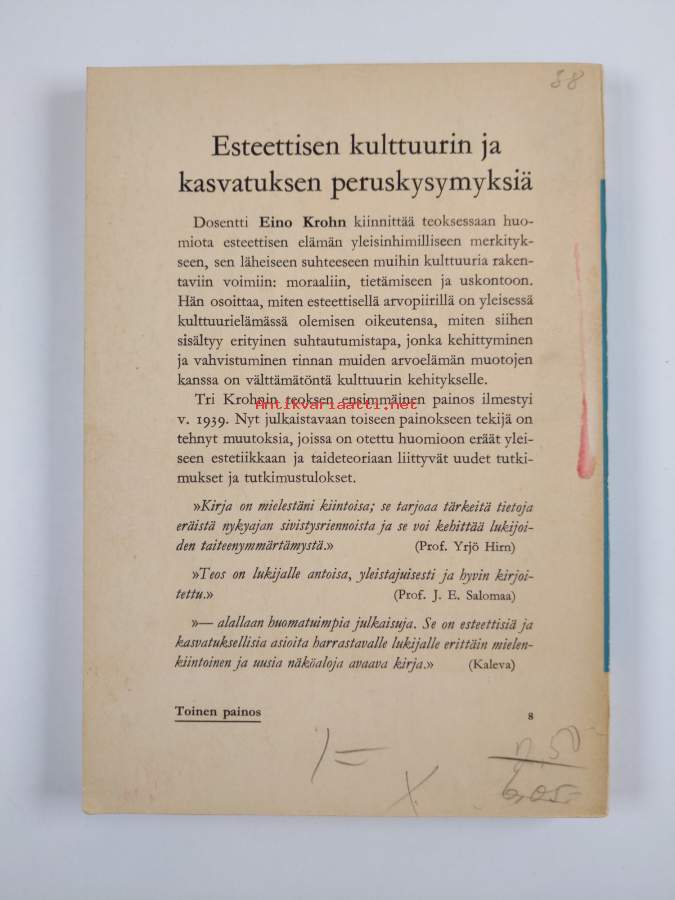 38
Esteettisen kulttuurin ja
kasvatuksen peruskysymyksiä
Dosentti Eino Krohn kiinnittää teoksessaan huo-
miota esteettisen elämän yleisinhimilliseen merkityk-
seen, sen läheiseen suhteeseen muihin kulttuuria raken-
taviin voimiin: moraaliin, tietämiseen ja uskontoon.
Hän osoittaa, miten esteettisellä arvopiirillä on yleisessä
kulttuurielämässä olemisen oikeutensa, miten siihen
sisältyy erityinen suhtautumistapa, jonka kehittyminen
ja vahvistuminen rinnan muiden arvoelämän muotojen
kanssa on välttämätöntä kulttuurin kehitykselle.
Tri Krohnin teoksen ensimmäinen painos ilmestyi
Antikvariaatti.net
v. 1939. Nyt julkaistavaan toiseen painokseen tekijä on
tehnyt muutoksia, joissa on otettu huomioon eräät ylei-
seen estetiikkaan ja taideteoriaan liittyvät uudet tutki-
mukset ja tutkimustulokset.
»Kirja on mielestäni kiintoisa; se tarjoaa tärkeitä tietoja
eräistä nykyajan sivistysriennoista ja se voi kehittää lukijoi-
den taiteenymmärtämystä.» (Prof. Yrjö Hirn)
»Teos on lukijalle antoisa, yleistajuisesti ja hyvin kirjoi-
tettu.» (Prof. J. E. Salomaa)
»— alallaan huomatuimpia julkaisuja. Se on esteettisiä ja
kasvatuksellisia asioita harrastavalle lukijalle erittäin mielen-
kiintoinen ja uusia näköaloja avaava kirja.» (Kaleva)
Toinen painos 8